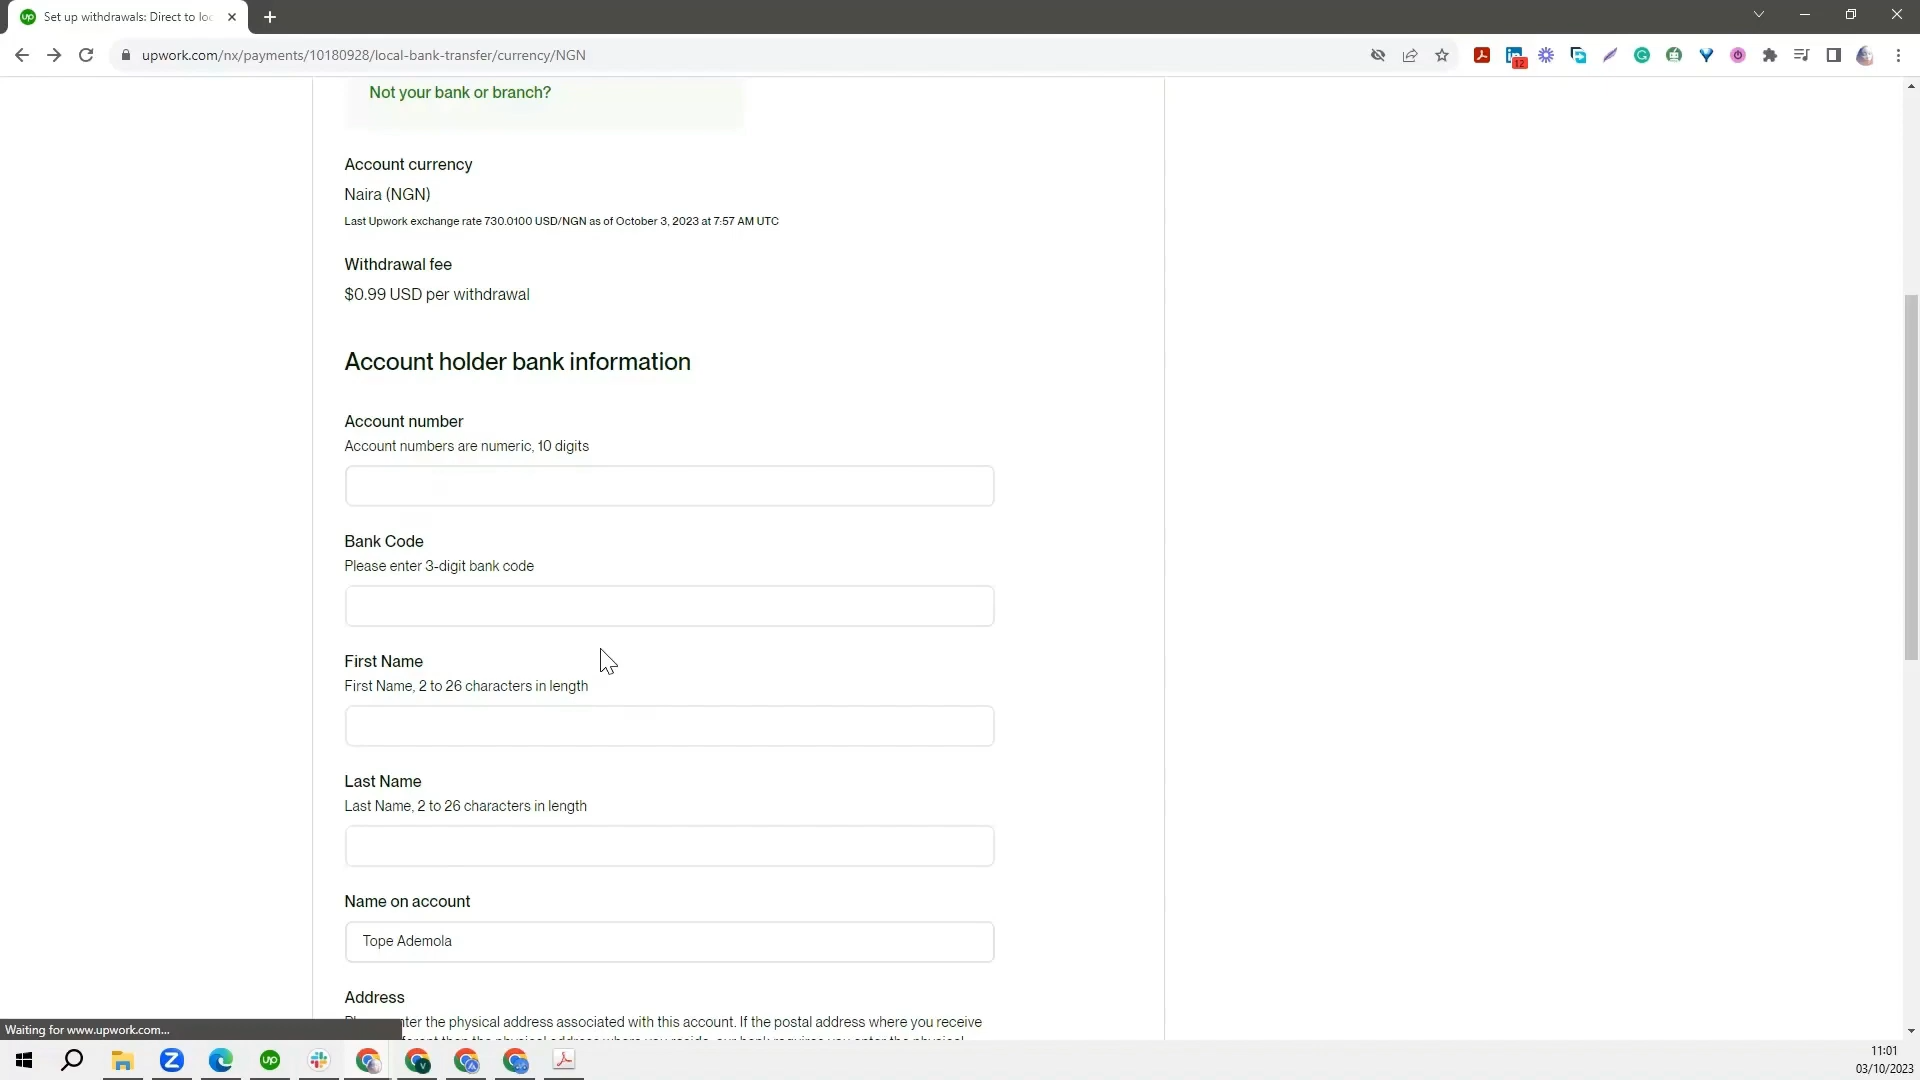 Set up withdrawals: Direct to loc
upwork.com/nx/payments/10180928/local-bank-transfer/currency/NGN
12
Not your bank or branch?
Account currency
Naira (NGN)
Last Upwork exchange rate 730.0100 USD/NGN as of October 3, 2023 at 7:57 AM UTC
Withdrawal fee
$0.99 USD per withdrawal
Account holder bank information
Account number
Account numbers are numeric, 10 digits
Bank Code
Please enter 3-digit bank code
First Name
First Name, 2 to 26 characters in length
Last Name
Last Name, 2 to 26 characters in length
Name on account
Tope Ademola
Address
enter the physical address associated with this account. If the postal address where you receive
Waiting for www.upwork.com...
11:01
03/10/2023